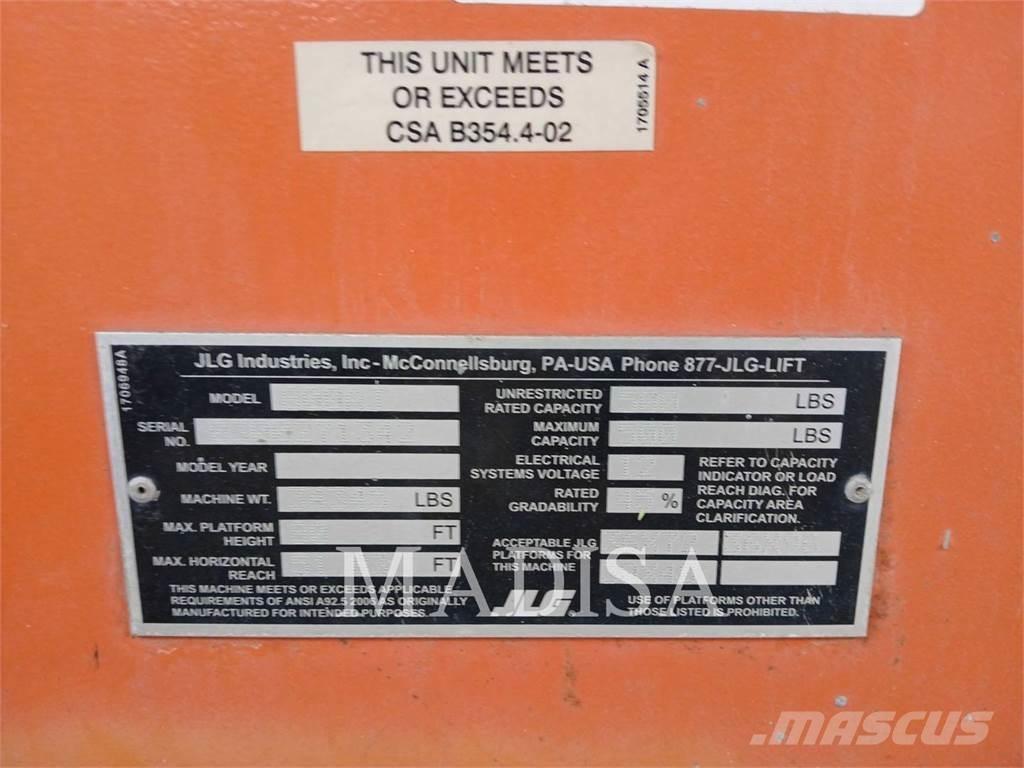 THIS UNIT MEETS
OR EXCEEDS
CSA B354.4-02
1705514 A
1706948A
JLG Industries, Inc - McConnellsburg, PA-USA Phone 877-JLG-LIFT
MODEL
SERIAL
NO.
MODEL YEAR
MACHINE WT. LBS
MAX. PLATFORM
HEIGHT FT
MAX. HORIZONTAL
REACH FT
THIS MACHINE MEETS OR EXCEEDS APPLICABLE
REQUIREMENTS OF ANSI A92.5 2006 AS ORIGINALLY
MANUFACTURED FOR INTENDED PURPOSES.
UNRESTRICTED
RATED CAPACITY LBS
MAXIMUM
CAPACITY LBS
ELECTRICAL
SYSTEMS VOLTAGE
RATED
GRADABILITY %
REFER TO CAPACITY
INDICATOR OR LOAD
REACH DIAG. FOR
CAPACITY AREA
CLARIFICATION.
ACCEPTABLE JLG
PLATFORMS FOR
THIS MACHINE
JLG
USE OF PLATFORMS OTHER THAN
THOSE LISTED IS PROHIBITED.
MADISA
MASCUS